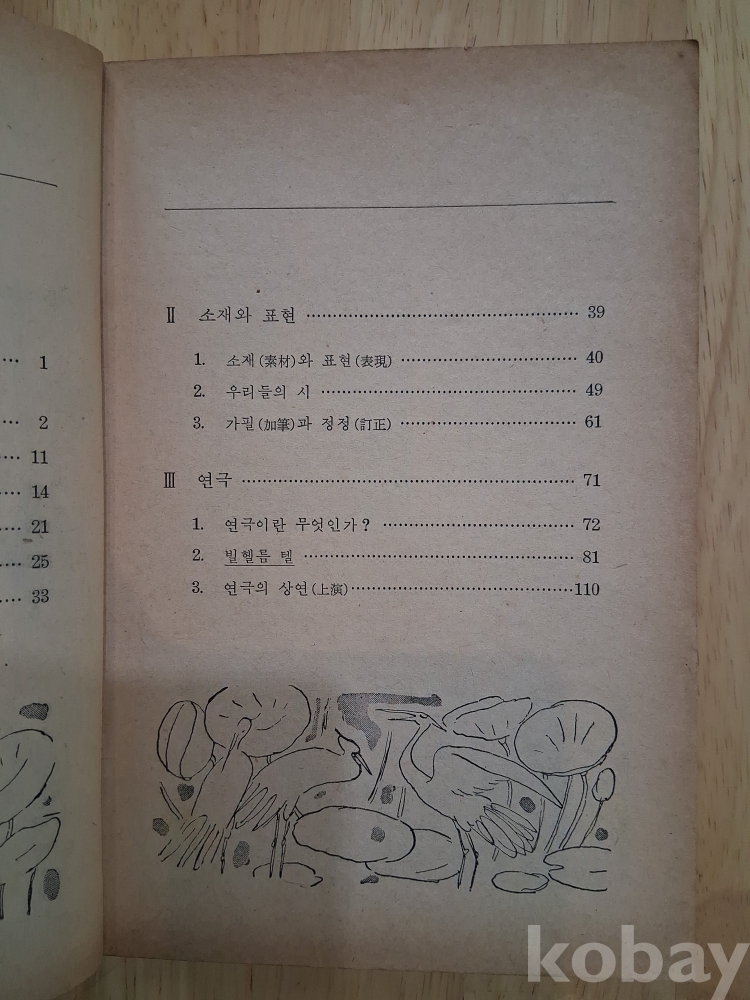 1
2
11
14
21
25
33
Ⅱ 소재와 표현 39
1. 소재(素材)와 표현(表現) 40
2. 우리들의 시 49
3. 가필(加筆)과 정정(訂正) 61
Ⅲ 연극 71
1. 연극이란 무엇인가? 72
2. 빌헬름 텔 81
3. 연극의 상연(上演) 110
kobay